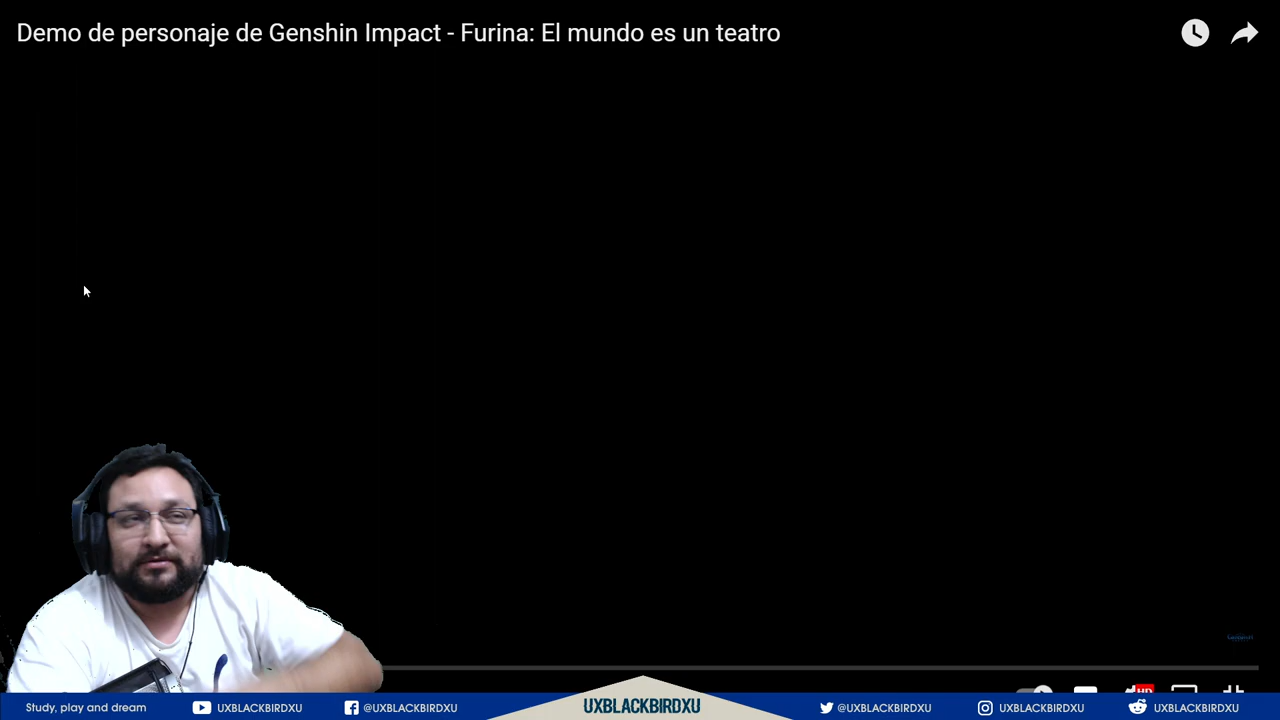 Demo de personaje de Genshin Impact - Furina: El mundo es un teatro
HD
Study, play and dream
UXBLACKBIRDXU
@UXBLACKBIRDXU
UXBLACKBIRDXU
@UXBLACKBIRDXU
UXBLACKBIRDXU
UXBLACKBIRDXU